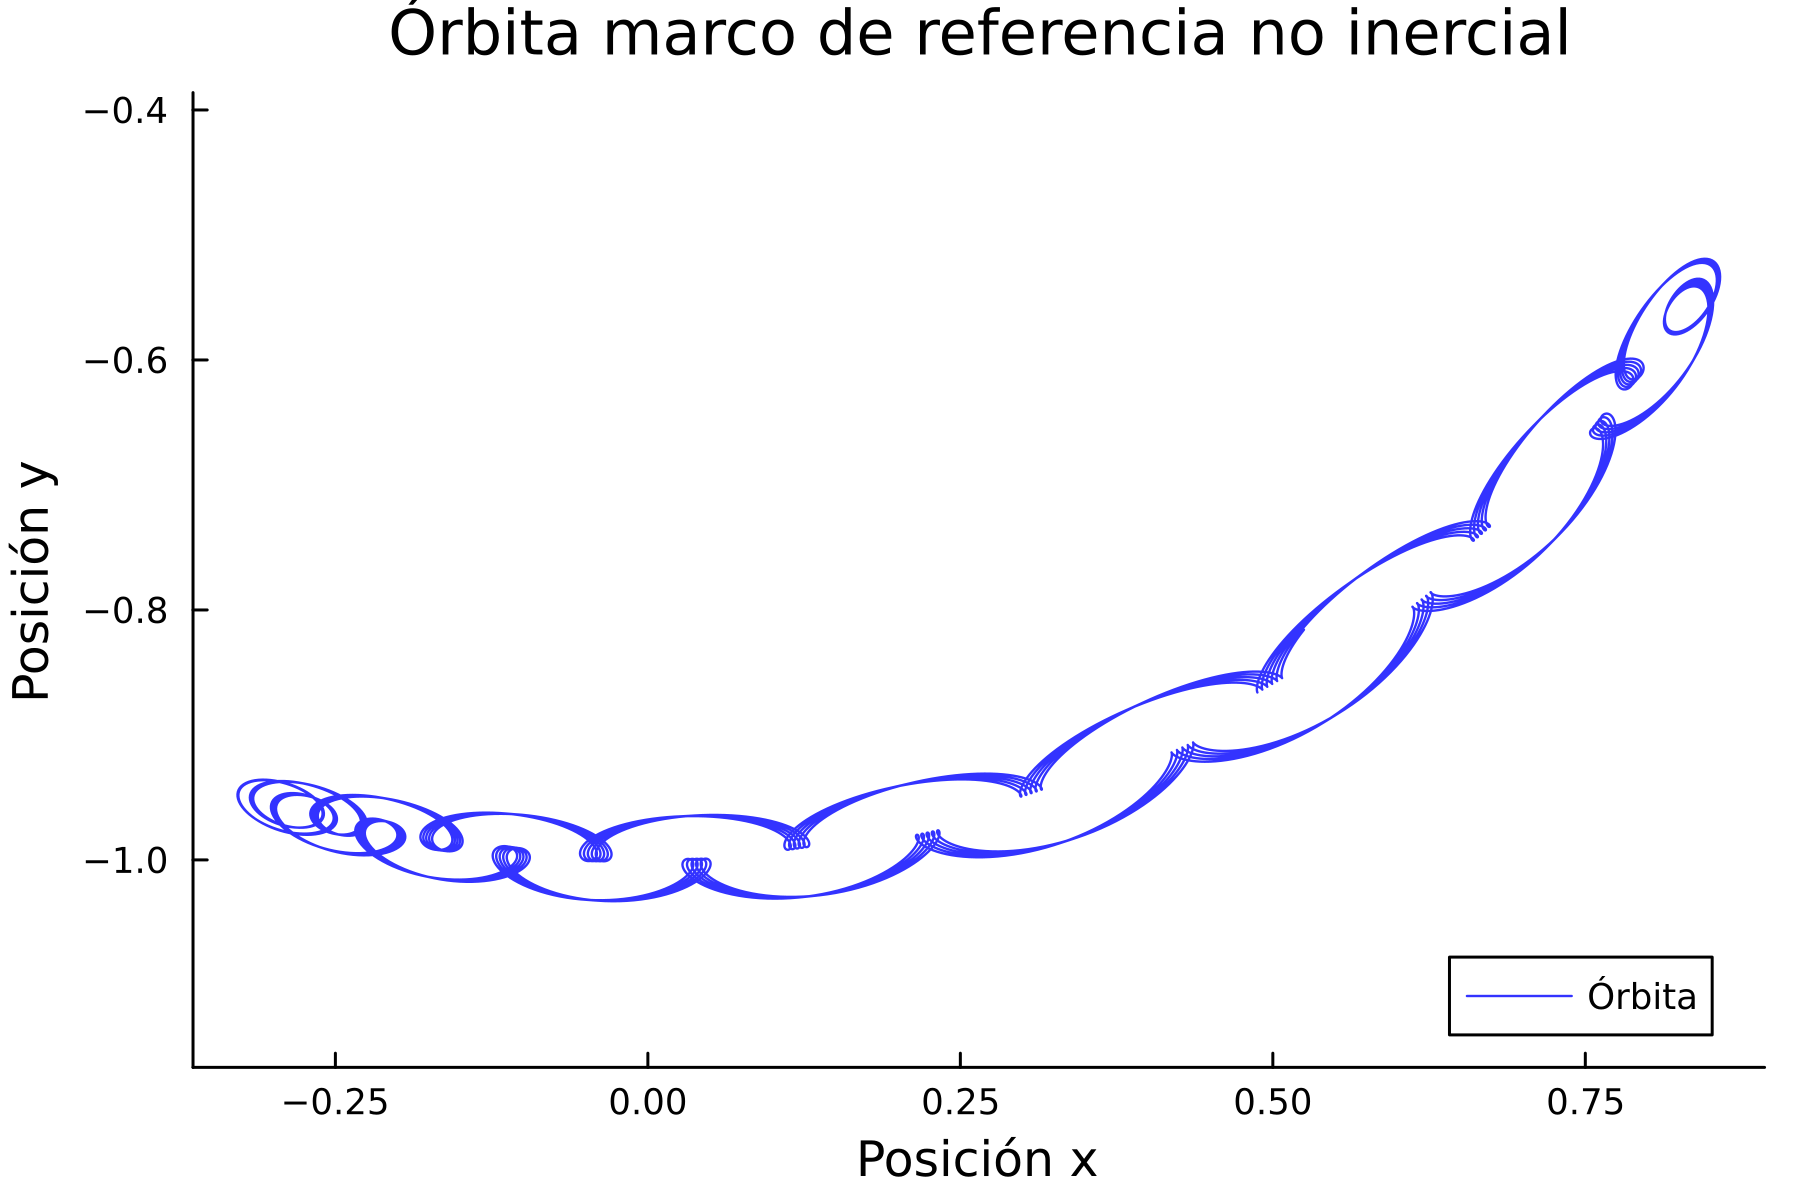 Órbita marco de referencia no inercial
−0.4
−0.6
−0.8
−1.0
Posición y
−0.25
0.00
0.25
0.50
0.75
Posición x
Órbita